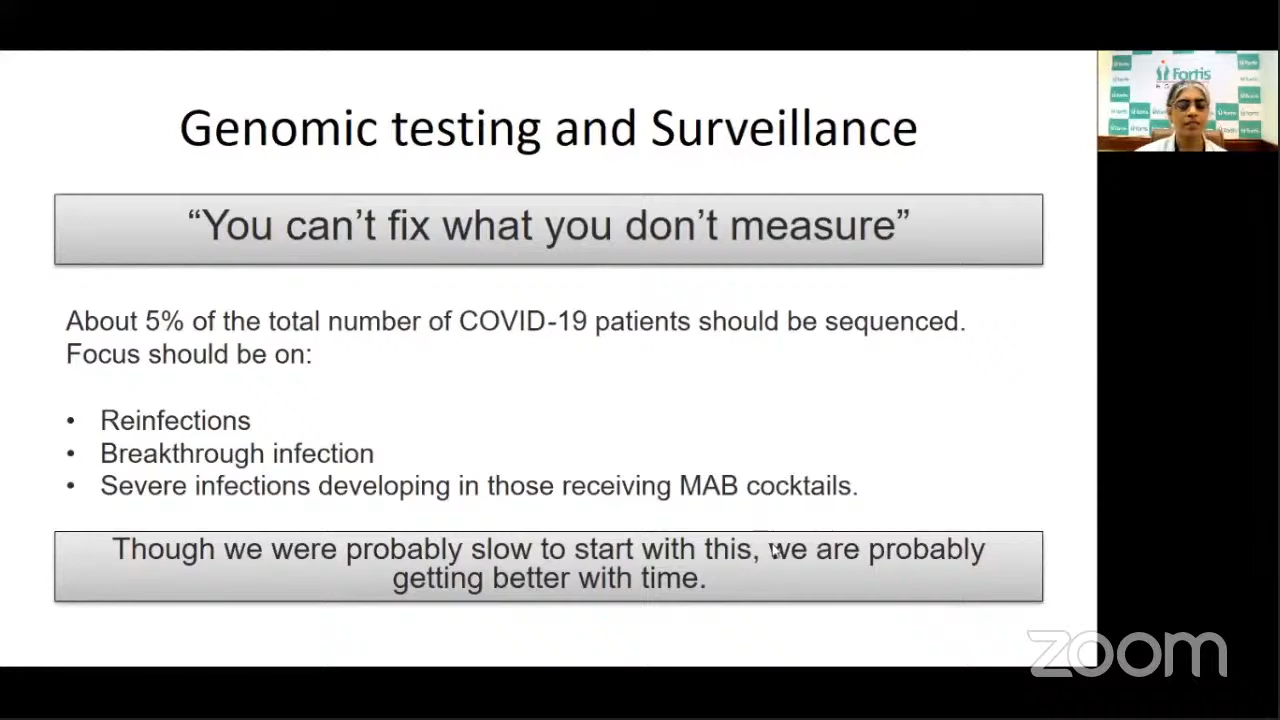 Genomic testing and Surveillance
“You can’t fix what you don’t measure”
About 5% of the total number of COVID-19 patients should be sequenced.
Focus should be on:
• Reinfections
• Breakthrough infection
• Severe infections developing in those receiving MAB cocktails.
Though we were probably slow to start with this, we are probably
getting better with time.
Fortis
zoom